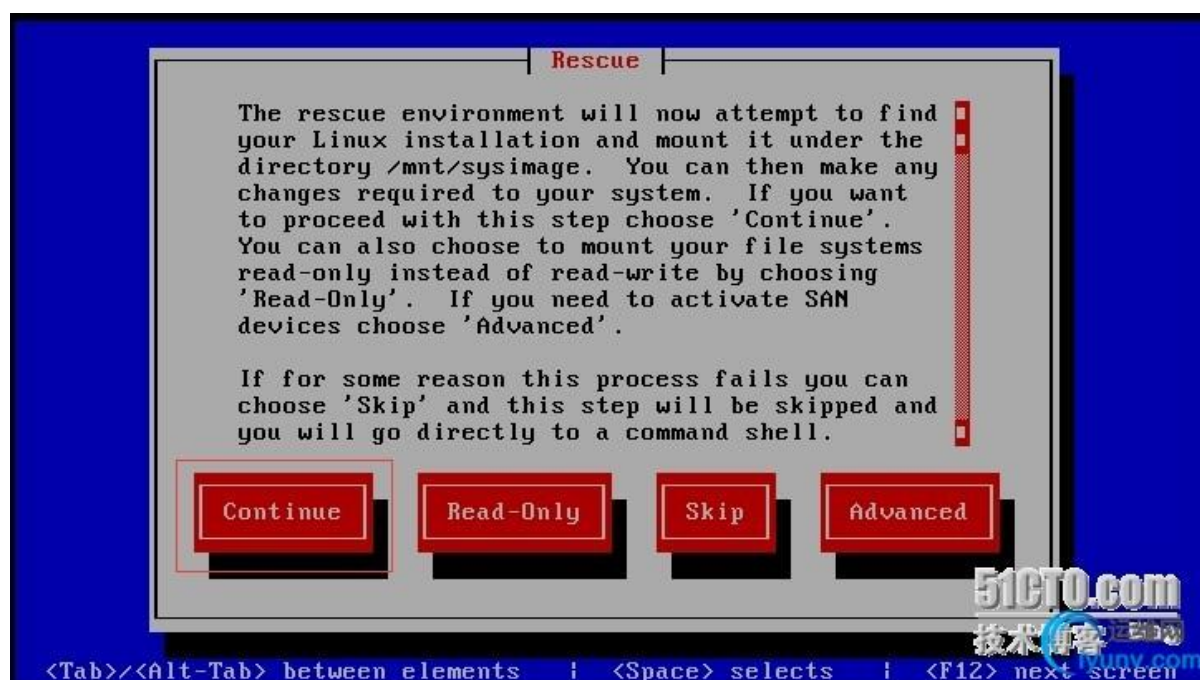 Rescue
The rescue environment will now attempt to find
your Linux installation and mount it under the
directory /mnt/sysimage.  You can then make any
changes required to your system.  If you want
to proceed with this step choose 'Continue'.
You can also choose to mount your file systems
read-only instead of read-write by choosing
'Read-Only'.  If you need to activate SAN
devices choose 'Advanced'.
If for some reason this process fails you can
choose 'Skip' and this step will be skipped and
you will go directly to a command shell.
Continue Read-Only Skip Advanced
51CTO.com
技术博客 运维网
iyunv.com
<Tab>/<Alt-Tab> between elements | <Space> selects | <F12> next screen